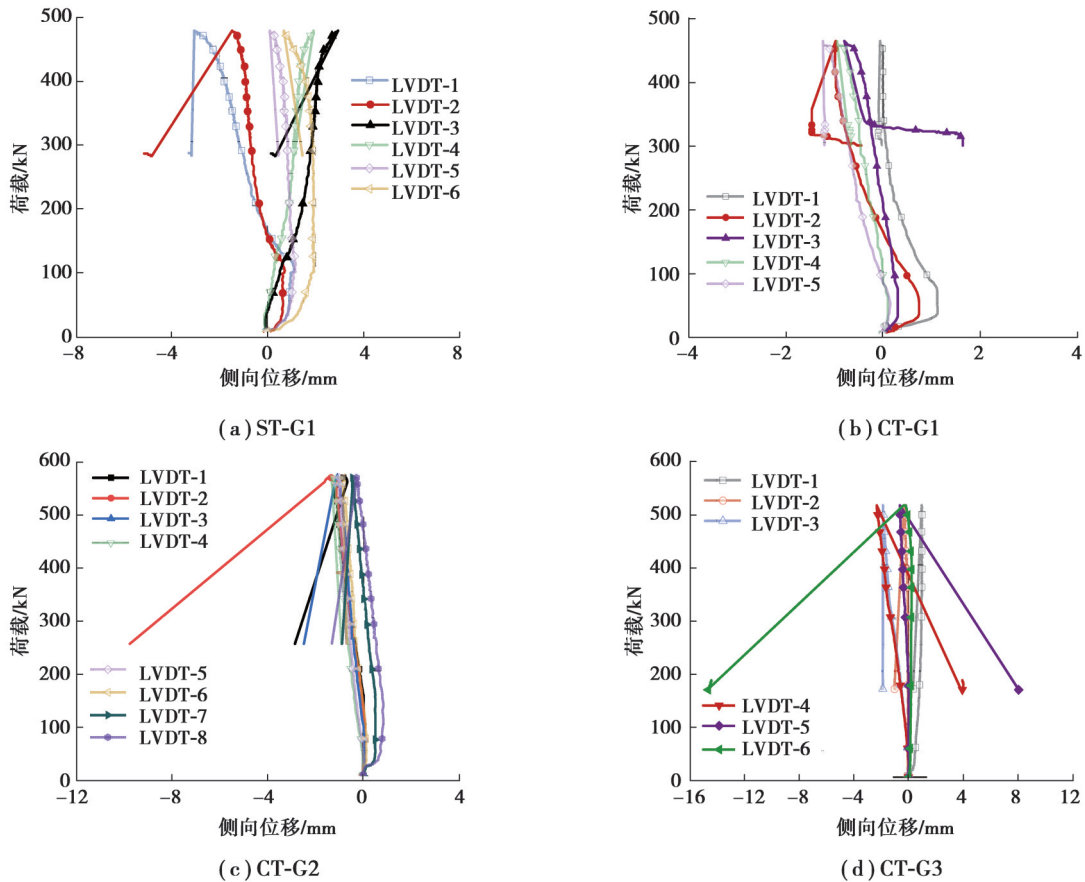 500
400
300
200
100
0
荷载/kN
LVDT-1
LVDT-2
LVDT-3
LVDT-4
LVDT-5
LVDT-6
-8
-4
0
4
8
侧向位移/mm
(a) ST-G1
500
400
300
200
100
0
荷载/kN
LVDT-1
LVDT-2
LVDT-3
LVDT-4
LVDT-5
-4
-2
0
2
4
侧向位移/mm
(b) CT-G1
600
500
400
300
200
100
0
荷载/kN
LVDT-1
LVDT-2
LVDT-3
LVDT-4
LVDT-5
LVDT-6
LVDT-7
LVDT-8
-12
-8
-4
0
4
侧向位移/mm
(c) CT-G2
600
500
400
300
200
100
0
荷载/kN
LVDT-1
LVDT-2
LVDT-3
LVDT-4
LVDT-5
LVDT-6
-16
-12
-8
-4
0
4
8
12
侧向位移/mm
(d) CT-G3